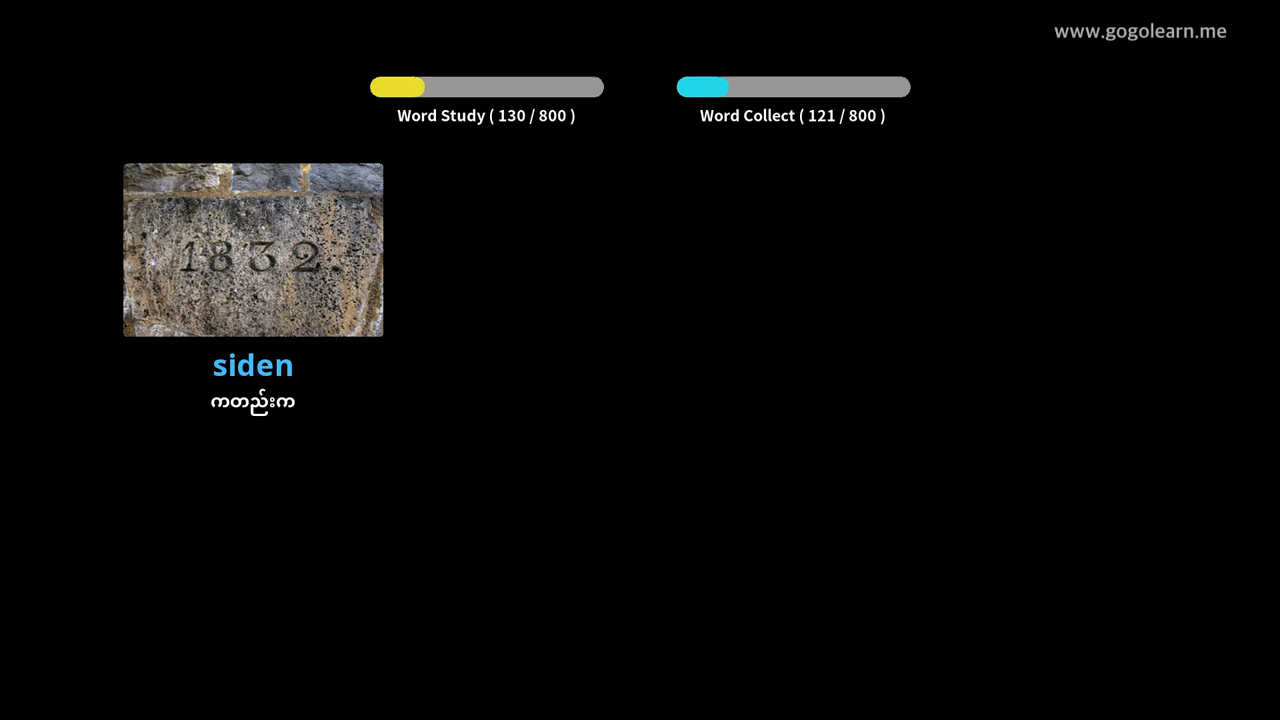 www.gogolearn.me
Word Study ( 130 / 800 )
Word Collect ( 121 / 800 )
1832.
siden
ကတည်းက